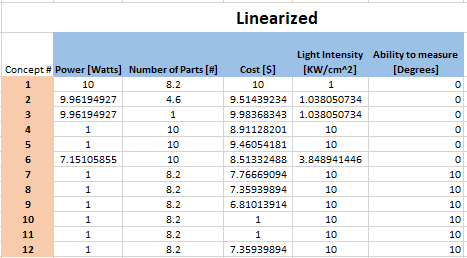 Linearized
Light Intensity Ability to measure
Concept # Power [Watts] Number of Parts [#] Cost [$] [KW/cm^2] [Degrees]
1 10 8.2 10 1 0
2 9.96194927 4.6 9.51439234 1.038050734 0
3 9.96194927 1 9.98368343 1.038050734 0
4 1 10 8.91128201 10 0
5 1 10 9.46054181 10 0
6 7.15105855 10 8.51332488 3.848941446 0
7 1 8.2 7.76669094 10 10
8 1 8.2 7.35939894 10 10
9 1 8.2 6.81013914 10 10
10 1 8.2 1 10 10
11 1 8.2 1 10 10
12 1 8.2 7.35939894 10 10